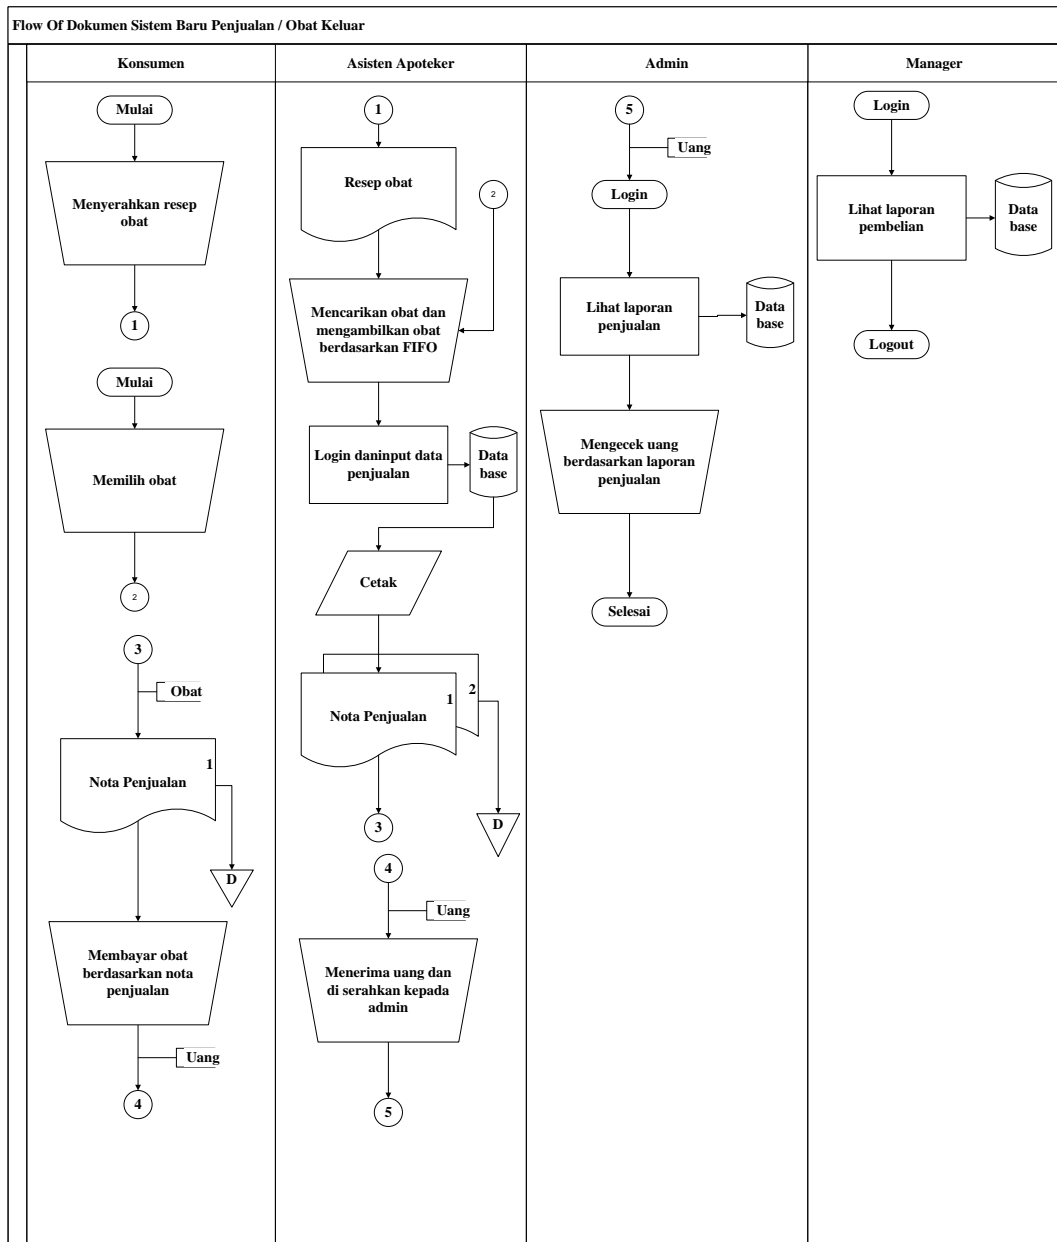 Flow Of Dokumen Sistem Baru Penjualan / Obat Keluar
Konsumen
Asisten Apoteker
Admin
Manager
Mulai
Menyerahkan resep
obat
1
Mulai
Memilih obat
2
3
Obat
Nota Penjualan
1
D
Membayar obat
berdasarkan nota
penjualan
Uang
4
1
Resep obat
2
Mencarikan obat dan
mengambilkan obat
berdasarkan FIFO
Login daninput data
penjualan
Data
base
Cetak
Nota Penjualan
1
2
D
3
4
Uang
Menerima uang dan
di serahkan kepada
admin
5
5
Uang
Login
Lihat laporan
penjualan
Data
base
Mengecek uang
berdasarkan laporan
penjualan
Selesai
Login
Lihat laporan
pembelian
Data
base
Logout